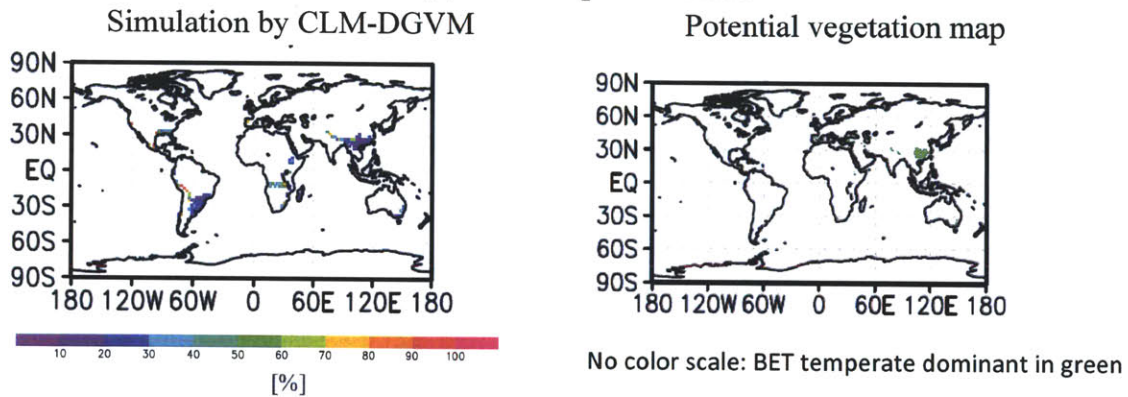 Simulation by CLM-DGVM
Potential vegetation map
90N
60N
30N
EQ
30S
60S
90S
180 120W 60W 0 60E 120E 180
90N
60N
30N
EQ
30S
60S
90S
180 120W 60W 0 60E 120E 180
10 20 30 40 50 60 70 80 90 100
[%]
No color scale: BET temperate dominant in green